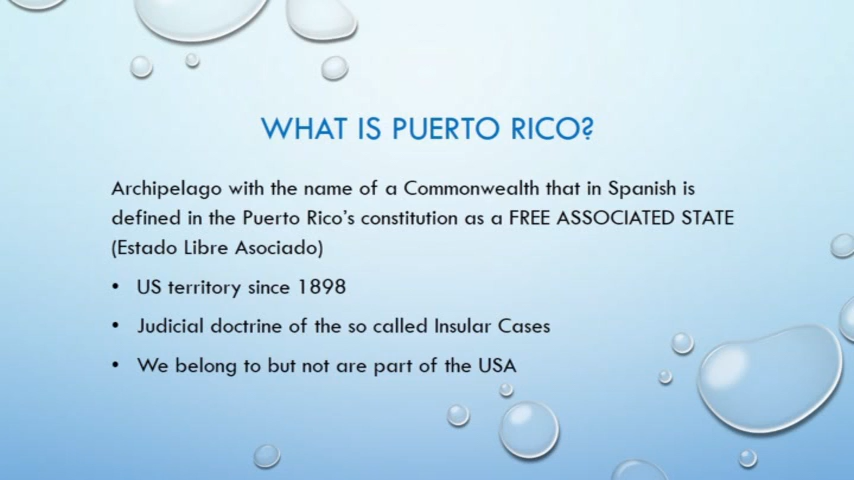 WHAT IS PUERTO RICO?
Archipelago with the name of a Commonwealth that in Spanish is
defined in the Puerto Rico's constitution as a FREE ASSOCIATED STATE
(Estado Libre Asociado)
• US territory since 1898
• Judicial doctrine of the so called Insular Cases
• We belong to but not are part of the USA